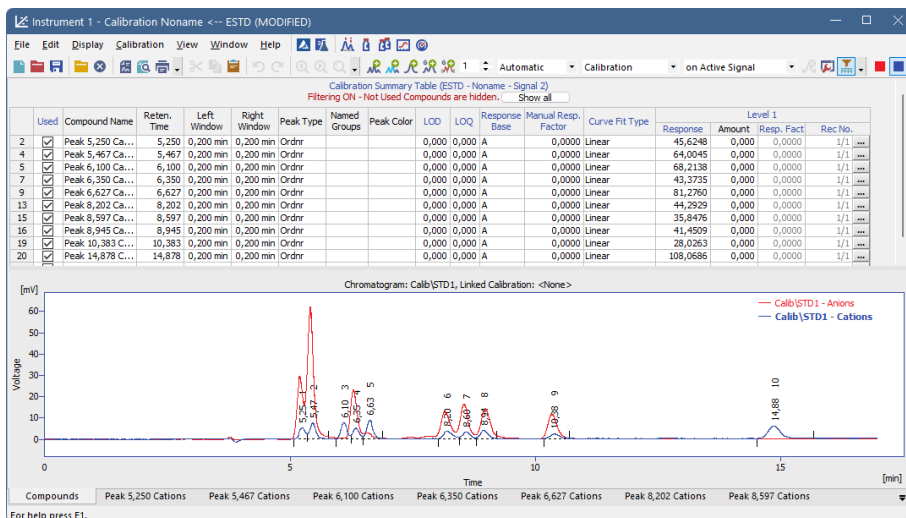 Instrument 1 - Calibration Noname <-- ESTD (MODIFIED)
File Edit Display Calibration View Window Help
1 Automatic Calibration on Active Signal
Calibration Summary Table (ESTD - Noname - Signal 2)
Filtering ON - Not Used Compounds are hidden. Show all
Used Compound Name Reten. Time Left Window Right Window Peak Type Named Groups Peak Color LOD LOQ Response Base Manual Resp. Factor Curve Fit Type Level 1
Response Amount Resp. Fact Rec No.
2 Peak 5,250 Ca... 5,250 0,200 min 0,200 min Ordnr 0,000 0,000 A 0,0000 Linear 45,6248 0,000 0,0000 1/1 ...
4 Peak 5,467 Ca... 5,467 0,200 min 0,200 min Ordnr 0,000 0,000 A 0,0000 Linear 64,0045 0,000 0,0000 1/1 ...
5 Peak 6,100 Ca... 6,100 0,200 min 0,200 min Ordnr 0,000 0,000 A 0,0000 Linear 68,2138 0,000 0,0000 1/1 ...
7 Peak 6,350 Ca... 6,350 0,200 min 0,200 min Ordnr 0,000 0,000 A 0,0000 Linear 43,3735 0,000 0,0000 1/1 ...
9 Peak 6,627 Ca... 6,627 0,200 min 0,200 min Ordnr 0,000 0,000 A 0,0000 Linear 81,2760 0,000 0,0000 1/1 ...
13 Peak 8,202 Ca... 8,202 0,200 min 0,200 min Ordnr 0,000 0,000 A 0,0000 Linear 44,2929 0,000 0,0000 1/1 ...
15 Peak 8,597 Ca... 8,597 0,200 min 0,200 min Ordnr 0,000 0,000 A 0,0000 Linear 35,8476 0,000 0,0000 1/1 ...
16 Peak 8,945 Ca... 8,945 0,200 min 0,200 min Ordnr 0,000 0,000 A 0,0000 Linear 41,4509 0,000 0,0000 1/1 ...
19 Peak 10,383 C... 10,383 0,200 min 0,200 min Ordnr 0,000 0,000 A 0,0000 Linear 28,0263 0,000 0,0000 1/1 ...
20 Peak 14,878 C... 14,878 0,200 min 0,200 min Ordnr 0,000 0,000 A 0,0000 Linear 108,0686 0,000 0,0000 1/1 ...
Chromatogram: Calib\STD1, Linked Calibration: <None>
[mV]
Calib\STD1 - Anions
Calib\STD1 - Cations
60
50
40
30
20
10
0
Voltage
5,25 1
5,47 2
6,10 3
6,35 4
6,63 5
8,20 6
8,60 7
8,94 8
10,38 9
14,88 10
0 5 10 15
Time [min]
Compounds Peak 5,250 Cations Peak 5,467 Cations Peak 6,100 Cations Peak 6,350 Cations Peak 6,627 Cations Peak 8,202 Cations Peak 8,597 Cations
For help press F1.